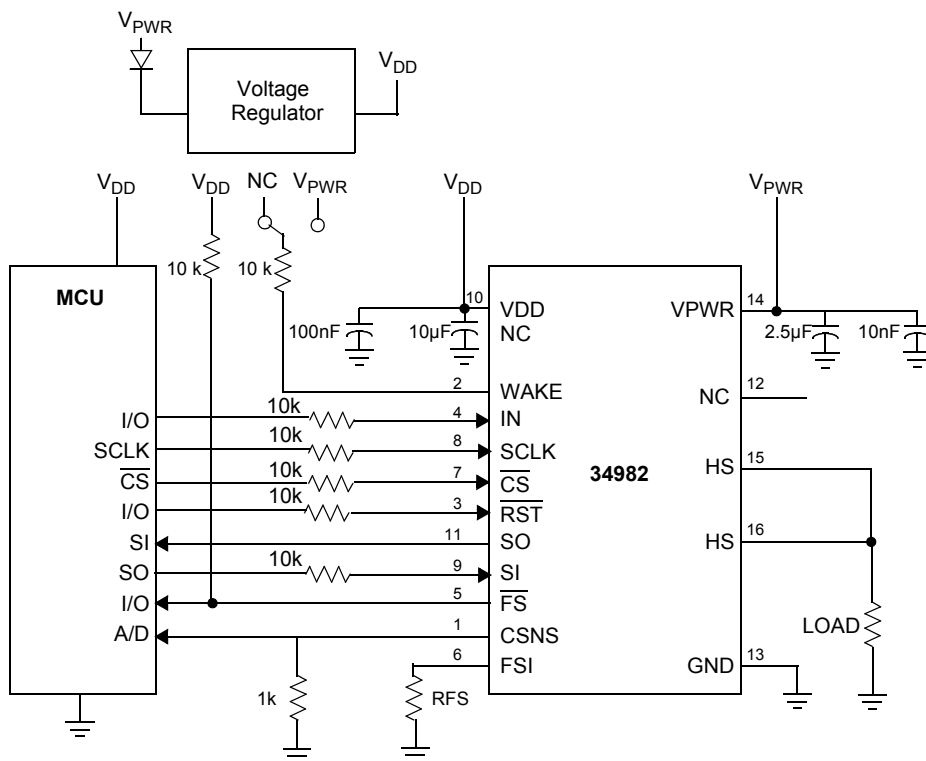 VPWR
Voltage
Regulator
VDD
VDD
VDD
NC
VPWR
VDD
VPWR
10 k
10 k
MCU
10
VDD
NC
VPWR
14
100nF
10µF
2.5µF
10nF
2
WAKE
NC
12
I/O
10k
4
IN
SCLK
10k
8
SCLK
34982
HS
15
CS
10k
7
CS
I/O
10k
3
RST
SI
11
SO
HS
16
SO
10k
9
SI
I/O
5
FS
A/D
1
CSNS
LOAD
6
FSI
GND
13
1k
RFS